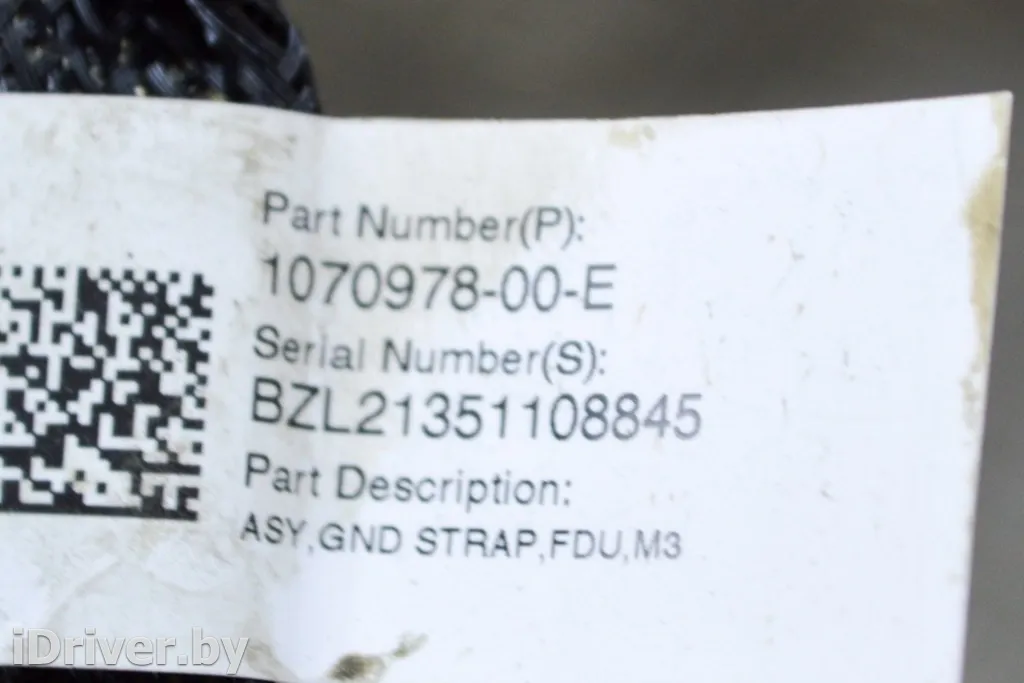 Part Number(P):
1070978-00-E
Serial Number(S):
BZL21351108845
Part Description:
ASY,GND STRAP,FDU,M3
iDriver.by